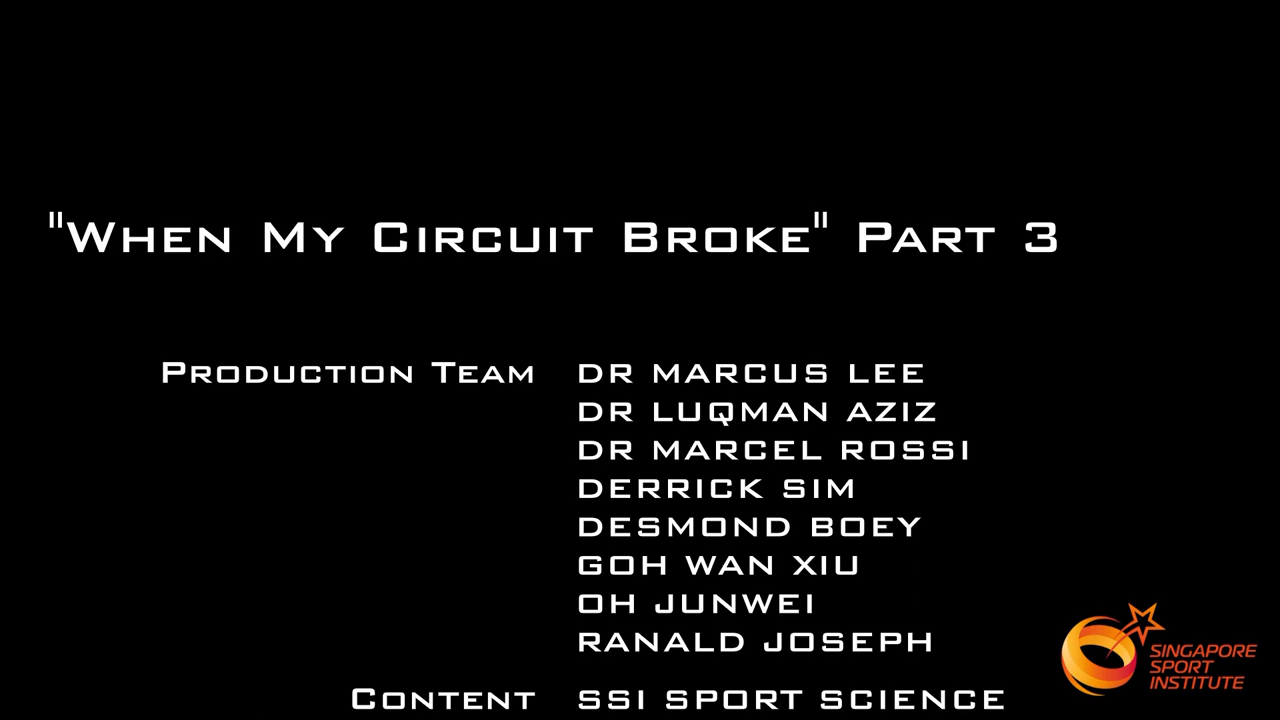 "When My Circuit Broke" Part 3
Production Team DR MARCUS LEE
DR LUQMAN AZIZ
DR MARCEL ROSSI
DERRICK SIM
DESMOND BOEY
GOH WAN XIU
OH JUNWEI
RANALD JOSEPH
Content SSI SPORT SCIENCE
SINGAPORE
SPORT
INSTITUTE